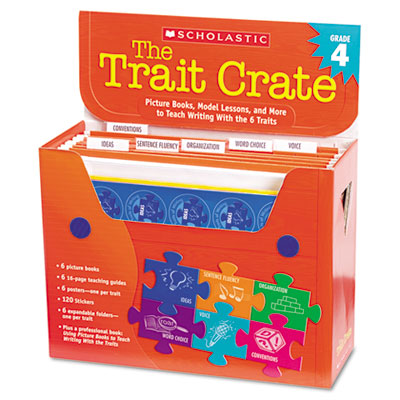 SCHOLASTIC
GRADE
4
The
Trait Crate
Picture Books, Model Lessons, and More
to Teach Writing With the 6 Traits
CONVENTIONS
IDEAS
SENTENCE FLUENCY
ORGANIZATION
WORD CHOICE
VOICE
• 6 picture books
• 6 16-page teaching guides
• 6 posters—one per trait
• 120 Stickers
• 6 expandable folders—
one per trait
• Plus a professional book:
Using Picture Books to Teach
Writing With the Traits
IDEAS
SENTENCE FLUENCY
ORGANIZATION
WORD CHOICE
VOICE
CONVENTIONS